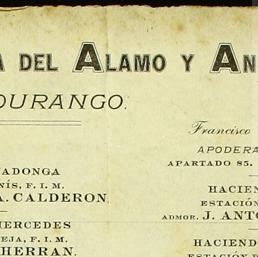 A DEL ALAMO Y AN
DURANGO.
ADONGA
NÍS, F. I. M.
A. CALDERON
MERCEDES
EJA, F. I. M.
HERRAN.
Francisco
APODERA
APARTADO 85.
HACIEN
ESTACIÓN
ADMOR. J. ANTO
HACIEND